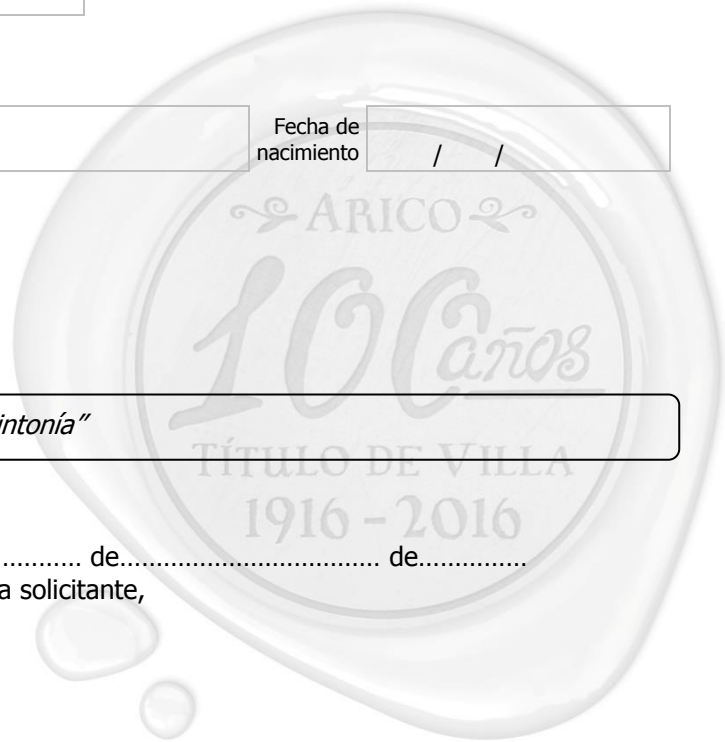 Fecha de
nacimiento / /
ARICO
100 años
intonía”
TÍTULO DE VILLA
1916 - 2016
………… de……………………………… de……………
a solicitante,